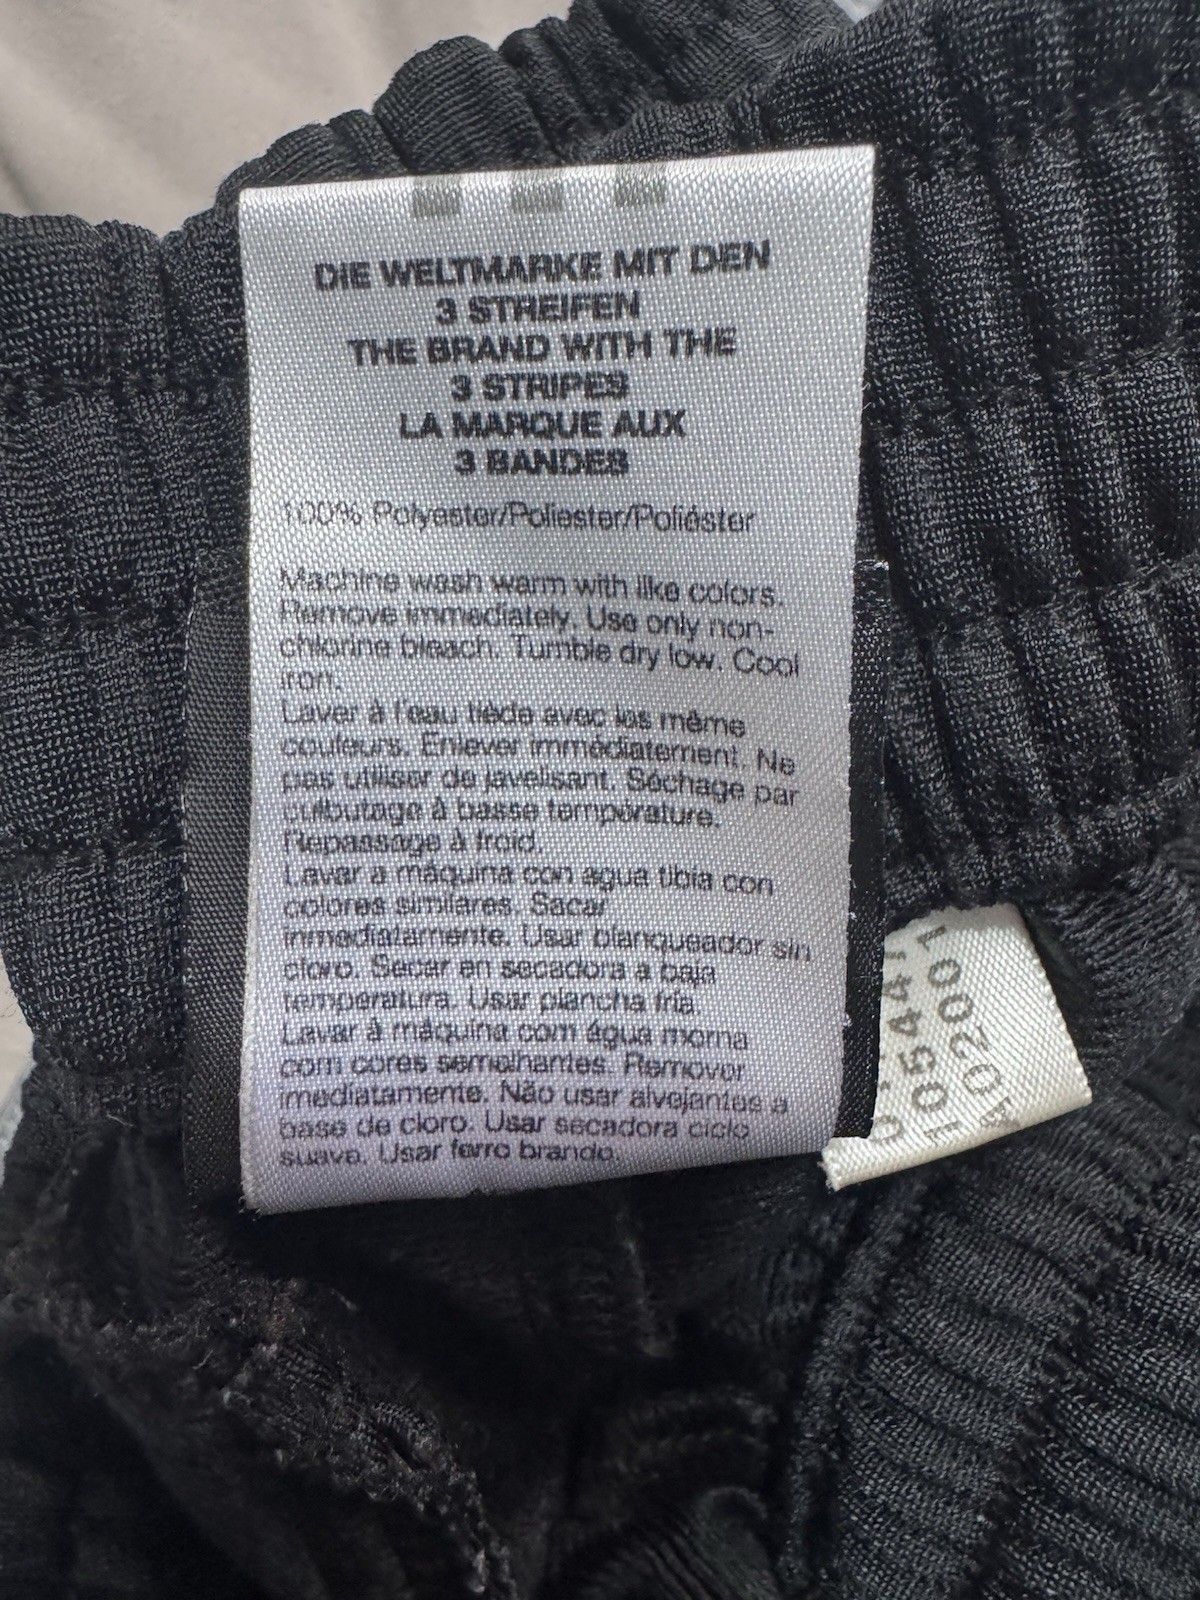 DIE WELTMARKE MIT DEN
3 STREIFEN
THE BRAND WITH THE
3 STRIPES
LA MARQUE AUX
3 BANDES
100% Polyester/Poliester/Poliéster
Machine wash warm with like colors.
Remove immediately. Use only non-
chlorine bleach. Tumble dry low. Cool
iron.
Laver à l'eau tiède avec les même
couleurs. Enlever immédiatement. Ne
pas utiliser de javelisant. Séchage par
culbutage à basse température.
Repassage à froid.
Lavar a máquina con agua tibia con
colores similares. Sacar
inmediatamente. Usar blanqueador sin
cloro. Secar en secadora a baja
temperatura. Usar plancha fria.
Lavar à máquina com água morna
com cores semelhantes. Remover
imediatamente. Não usar alvejantes a
base de cloro. Usar secadora ciclo
suave. Usar ferro brando.
A02001